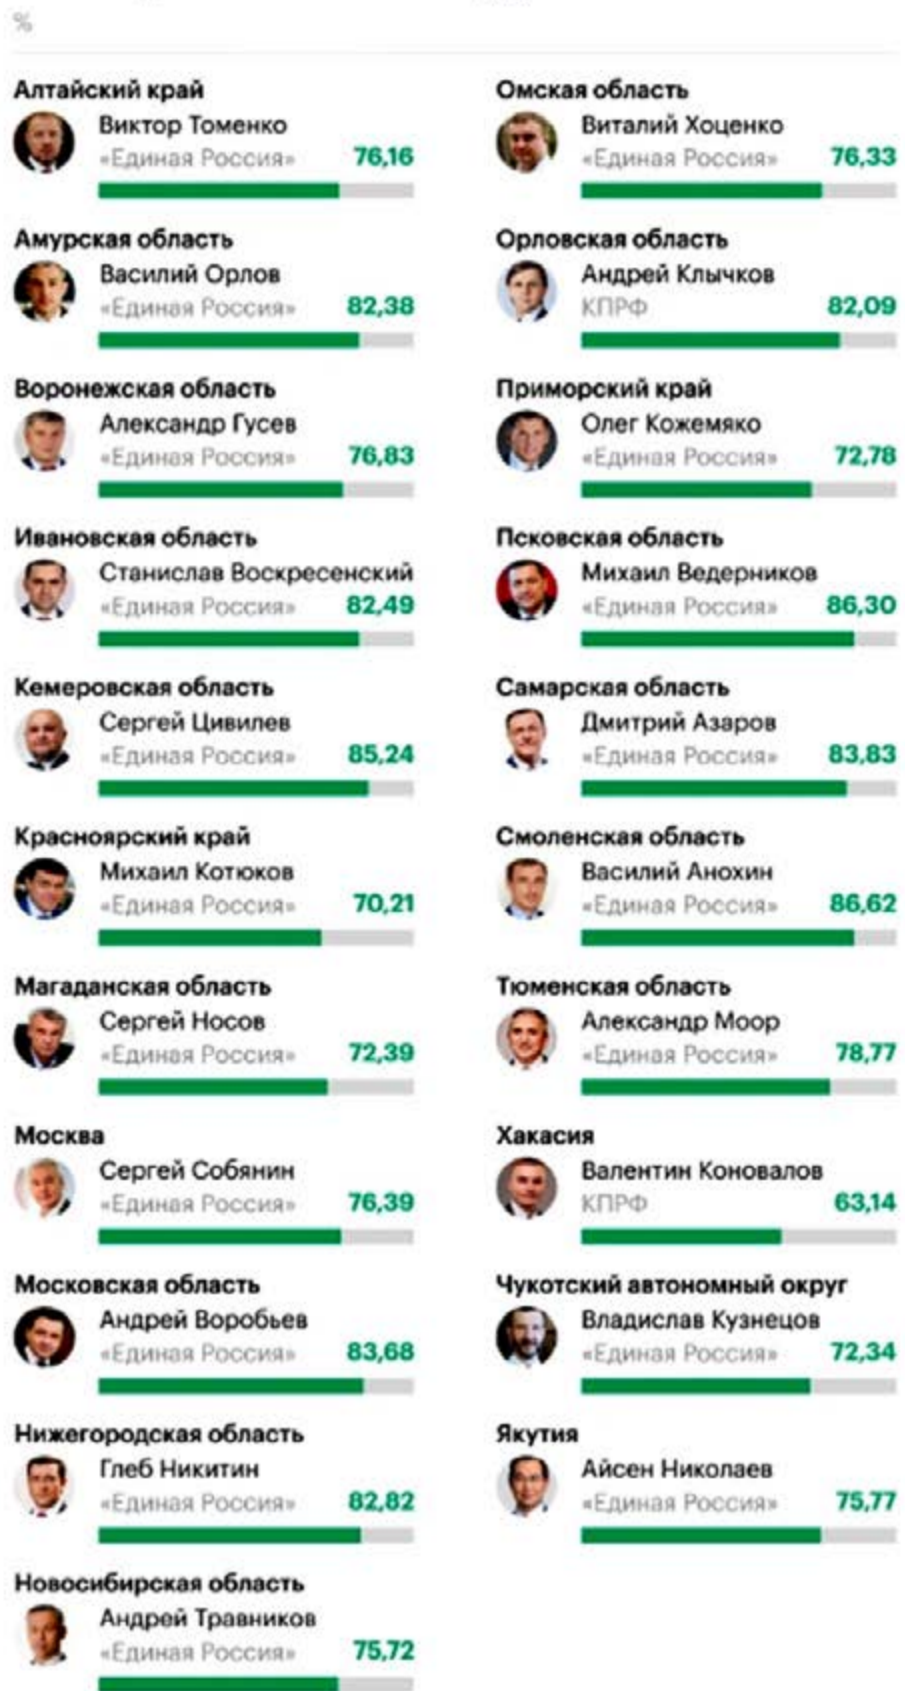 %
Алтайский край
Виктор Томенко
«Единая Россия» 76,16
Амурская область
Василий Орлов
«Единая Россия» 82,38
Воронежская область
Александр Гусев
«Единая Россия» 76,83
Ивановская область
Станислав Воскресенский
«Единая Россия» 82,49
Кемеровская область
Сергей Цивилев
«Единая Россия» 85,24
Красноярский край
Михаил Котюков
«Единая Россия» 70,21
Магаданская область
Сергей Носов
«Единая Россия» 72,39
Москва
Сергей Собянин
«Единая Россия» 76,39
Московская область
Андрей Воробьев
«Единая Россия» 83,68
Нижегородская область
Глеб Никитин
«Единая Россия» 82,82
Новосибирская область
Андрей Травников
«Единая Россия» 75,72
Омская область
Виталий Хоценко
«Единая Россия» 76,33
Орловская область
Андрей Клычков
КПРФ 82,09
Приморский край
Олег Кожемяко
«Единая Россия» 72,78
Псковская область
Михаил Ведерников
«Единая Россия» 86,30
Самарская область
Дмитрий Азаров
«Единая Россия» 83,83
Смоленская область
Василий Анохин
«Единая Россия» 86,62
Тюменская область
Александр Моор
«Единая Россия» 78,77
Хакасия
Валентин Коновалов
КПРФ 63,14
Чукотский автономный округ
Владислав Кузнецов
«Единая Россия» 72,34
Якутия
Айсен Николаев
«Единая Россия» 75,77